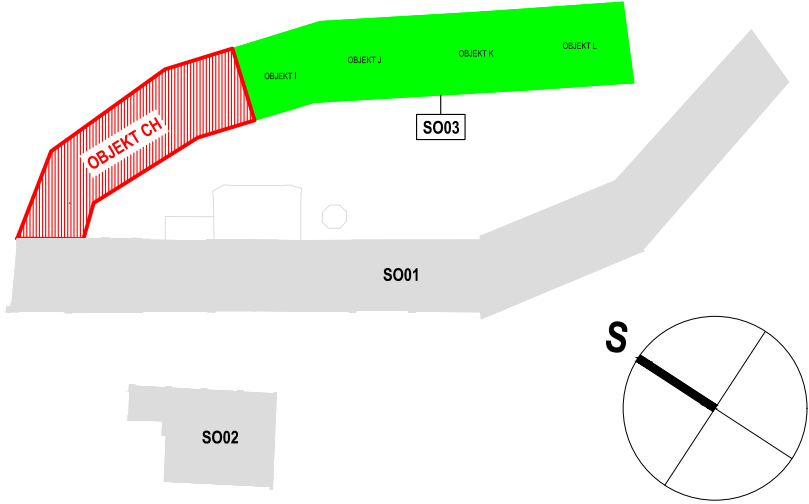 OBJEKT I
OBJEKT J
OBJEKT K
OBJEKT L
OBJEKT CH
SO03
SO01
S
SO02